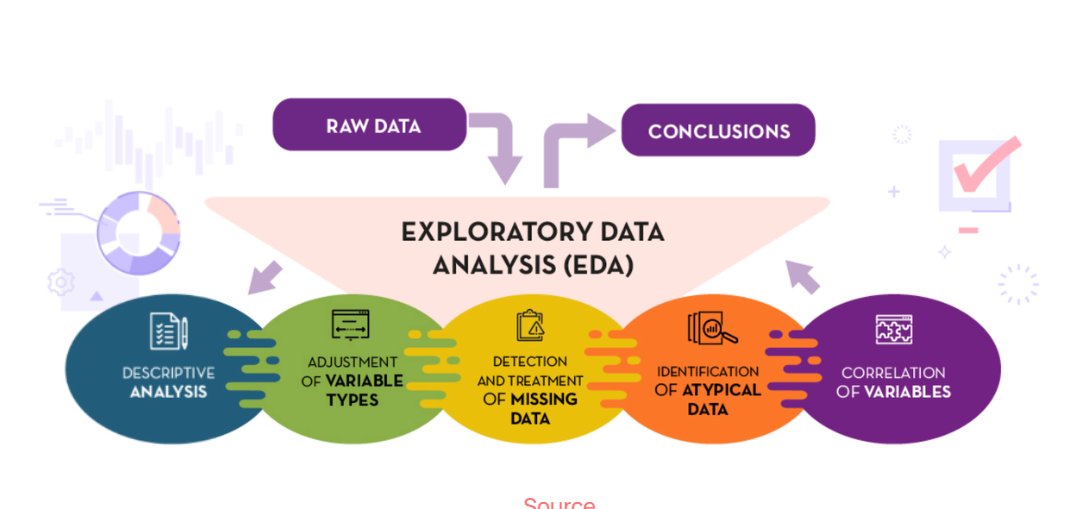 RAW DATA
CONCLUSIONS
EXPLORATORY DATA
ANALYSIS (EDA)
DESCRIPTIVE
ANALYSIS
ADJUSTMENT
OF VARIABLE
TYPES
DETECTION
AND TREATMENT
OF MISSING
DATA
IDENTIFICATION
OF ATYPICAL
DATA
CORRELATION
OF VARIABLES
Source